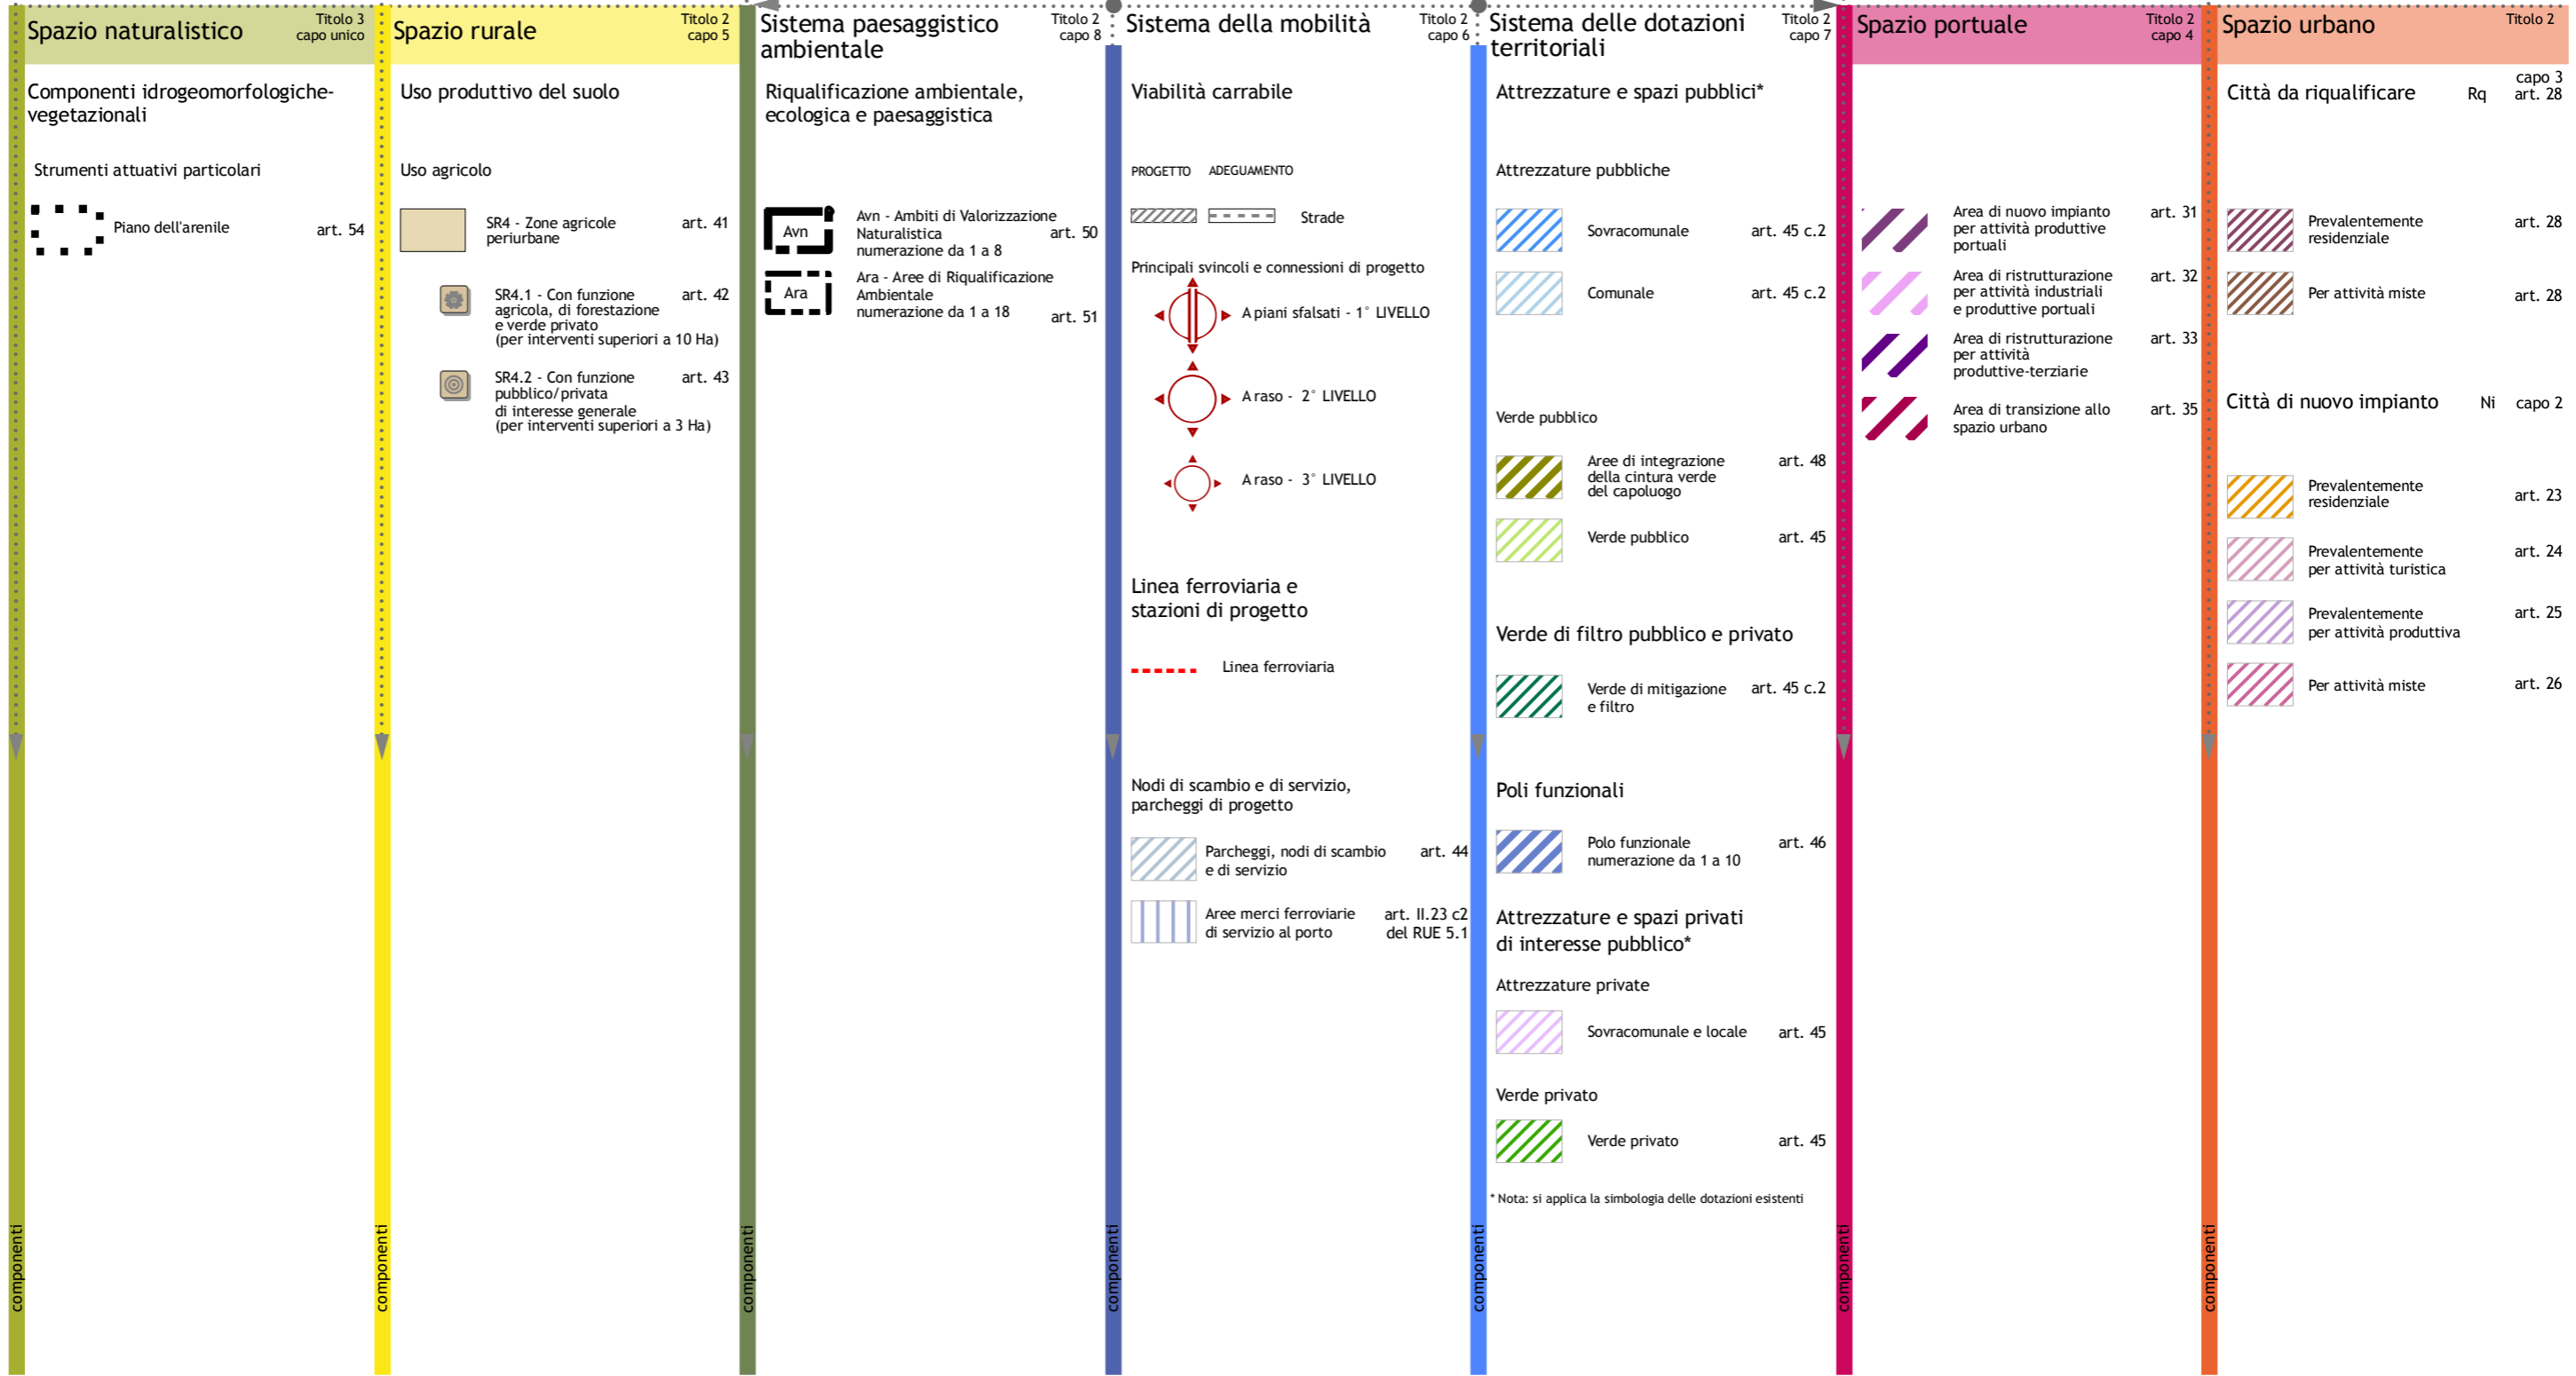 Spazio naturalistico
Titolo 3
capo unico
Componenti idrogeomorfologiche-
vegetazionali
Strumenti attuativi particolari
Piano dell'arenile
art. 54
componenti
Spazio rurale
Titolo 2
capo 5
Uso produttivo del suolo
Uso agricolo
SR4 - Zone agricole
periurbane
art. 41
SR4.1 - Con funzione
agricola, di forestazione
e verde privato
(per interventi superiori a 10 Ha)
art. 42
SR4.2 - Con funzione
pubblico/privata
di interesse generale
(per interventi superiori a 3 Ha)
art. 43
componenti
Sistema paesaggistico
ambientale
Titolo 2
capo 8
Riqualificazione ambientale,
ecologica e paesaggistica
Avn
Avn - Ambiti di Valorizzazione
Naturalistica
numerazione da 1 a 8
art. 50
Ara
Ara - Aree di Riqualificazione
Ambientale
numerazione da 1 a 18
art. 51
componenti
Sistema della mobilità
Titolo 2
capo 6
Viabilità carrabile
PROGETTO ADEGUAMENTO
Strade
Principali svincoli e connessioni di progetto
A piani sfalsati - 1° LIVELLO
A raso - 2° LIVELLO
A raso - 3° LIVELLO
Linea ferroviaria e
stazioni di progetto
Linea ferroviaria
Nodi di scambio e di servizio,
parcheggi di progetto
Parcheggi, nodi di scambio
e di servizio
art. 44
Aree merci ferroviarie
di servizio al porto
art. II.23 c2
del RUE 5.1
componenti
Sistema delle dotazioni
territoriali
Titolo 2
capo 7
Attrezzature e spazi pubblici*
Attrezzature pubbliche
Sovracomunale
art. 45 c.2
Comunale
art. 45 c.2
Verde pubblico
Aree di integrazione
della cintura verde
del capoluogo
art. 48
Verde pubblico
art. 45
Verde di filtro pubblico e privato
Verde di mitigazione
e filtro
art. 45 c.2
Poli funzionali
Polo funzionale
numerazione da 1 a 10
art. 46
Attrezzature e spazi privati
di interesse pubblico*
Attrezzature private
Sovracomunale e locale
art. 45
Verde privato
Verde privato
art. 45
* Nota: si applica la simbologia delle dotazioni esistenti
componenti
Spazio portuale
Titolo 2
capo 4
Area di nuovo impianto
per attività produttive
portuali
art. 31
Area di ristrutturazione
per attività industriali
e produttive portuali
art. 32
Area di ristrutturazione
per attività
produttive-terziarie
art. 33
Area di transizione allo
spazio urbano
art. 35
componenti
Spazio urbano
Titolo 2
Città da riqualificare
Rq
capo 3
art. 28
Prevalentemente
residenziale
art. 28
Per attività miste
art. 28
Città di nuovo impianto
Ni
capo 2
Prevalentemente
residenziale
art. 23
Prevalentemente
per attività turistica
art. 24
Prevalentemente
per attività produttiva
art. 25
Per attività miste
art. 26
componenti